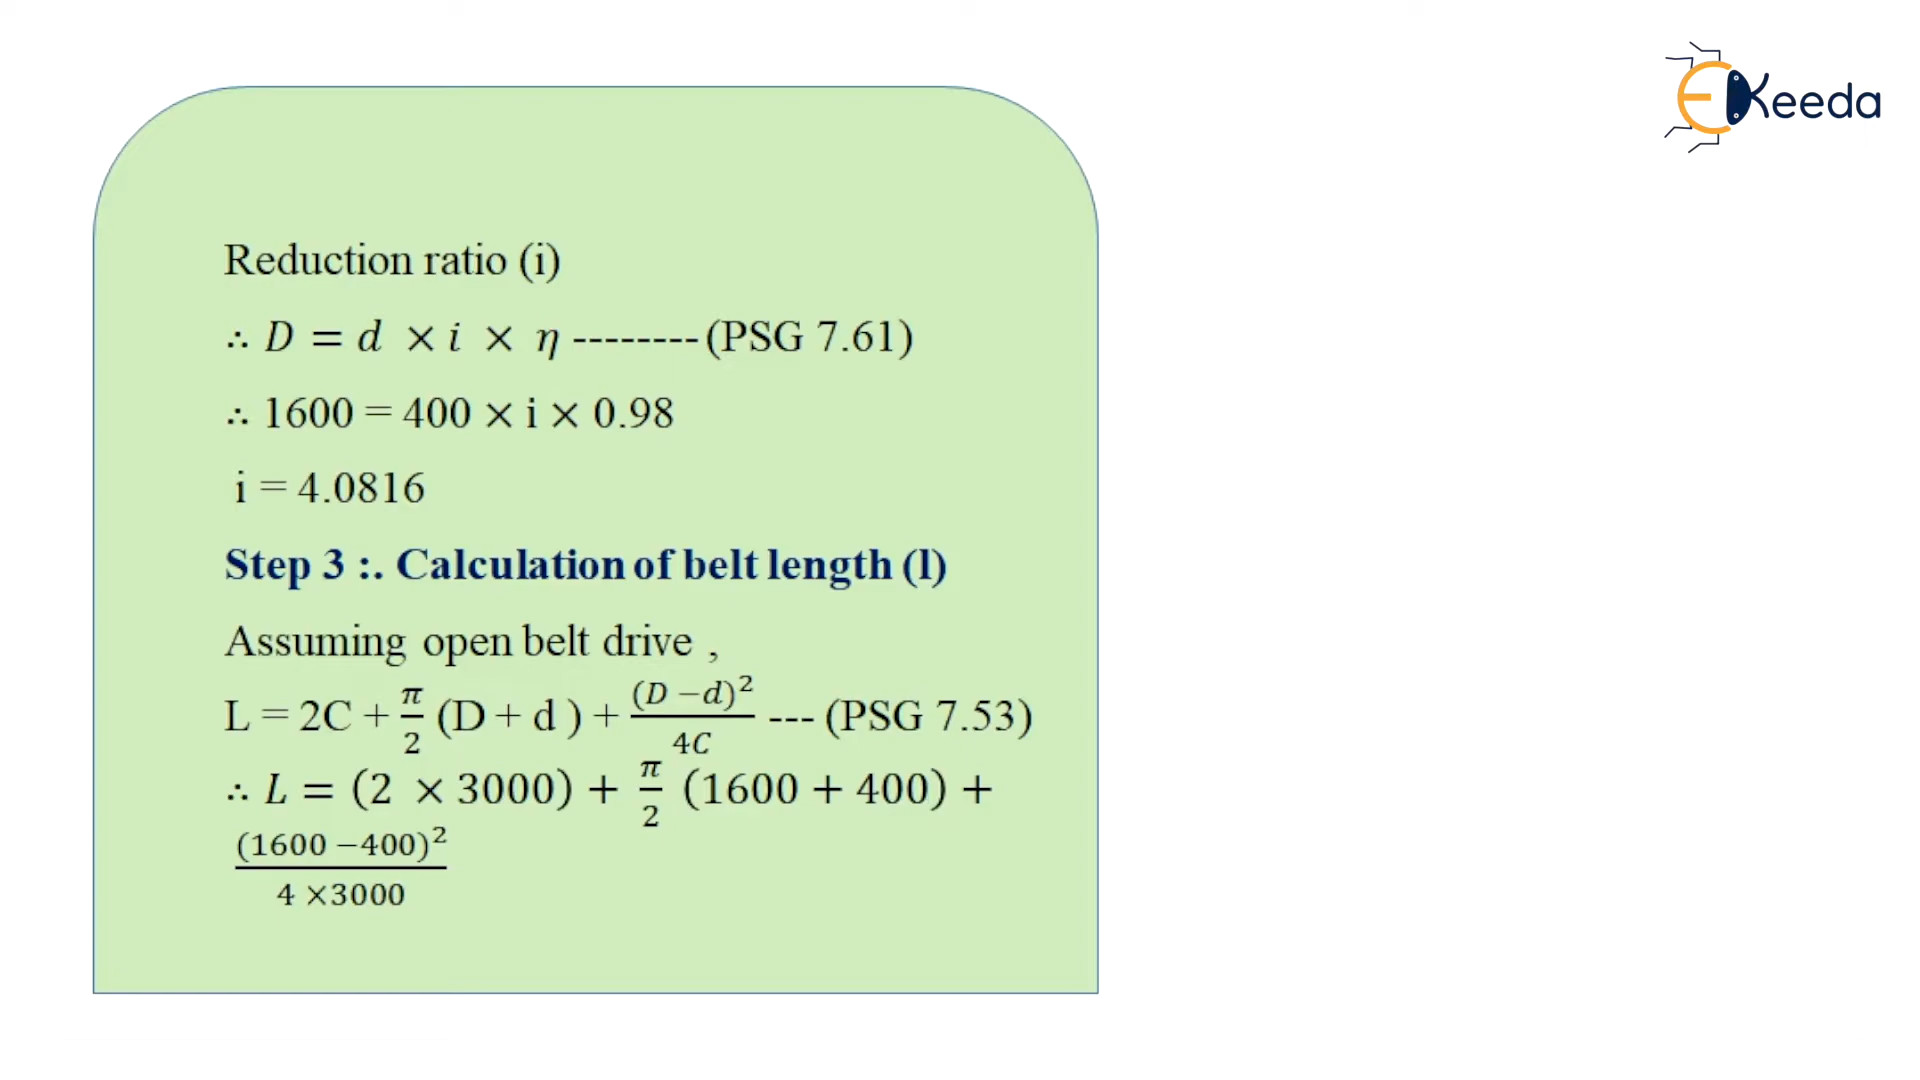 EKeeda
Reduction ratio (i)
∴ D = d × i × η --------(PSG 7.61)
∴ 1600 = 400 × i × 0.98
i = 4.0816
Step 3 :. Calculation of belt length (l)
Assuming open belt drive ,
L = 2C + π/2 (D + d ) + (D −d)²/4C --- (PSG 7.53)
∴ L = (2 × 3000) + π/2 (1600 + 400) +
(1600 −400)²/4 ×3000